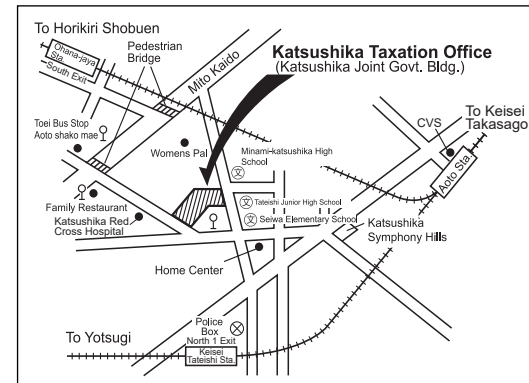 To Horikiri Shobuen
Ohana-jaya
Sta.
South Exit
Pedestrian
Bridge
Mito Kaido
Katsushika Taxation Office
(Katsushika Joint Govt. Bldg.)
To Keisei
Takasago
CVS
Aoto Sta.
Toei Bus Stop
Aoto shako mae
Womens Pal
Minami-katsushika High
School
文
Family Restaurant
Katsushika Red
Cross Hospital
文
Tateishi Junior High School
文
Seiwa Elementary School
Katsushika
Symphony Hills
Home Center
Police
Box
North 1 Exit
To Yotsugi
Keisei
Tateishi Sta.